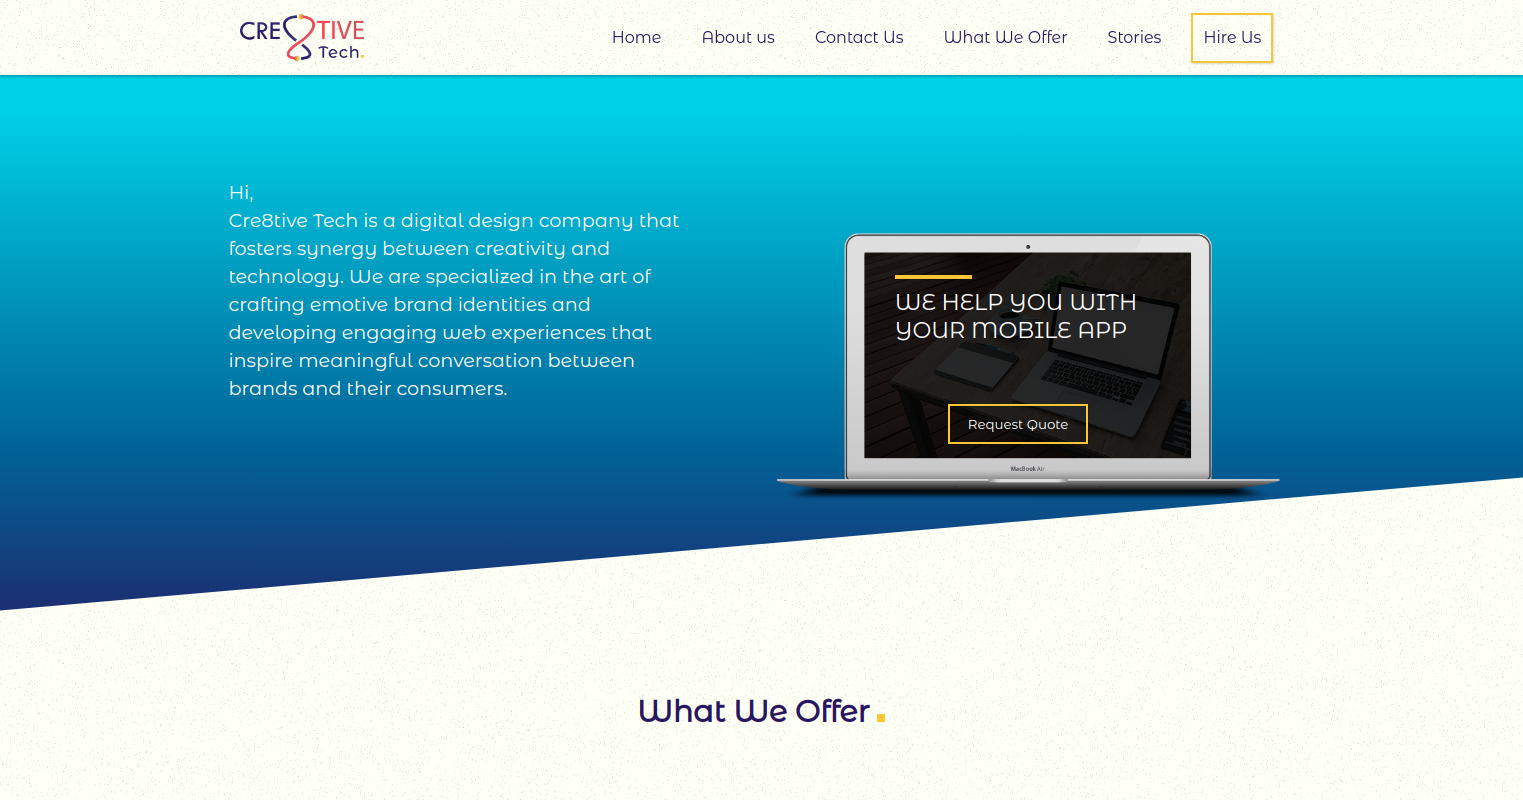 CRE8TIVE
Tech.
Home About us Contact Us What We Offer Stories Hire Us
Hi,
Cre8tive Tech is a digital design company that
fosters synergy between creativity and
technology. We are specialized in the art of
crafting emotive brand identities and
developing engaging web experiences that
inspire meaningful conversation between
brands and their consumers.
WE HELP YOU WITH
YOUR MOBILE APP
Request Quote
MacBook Air
What We Offer